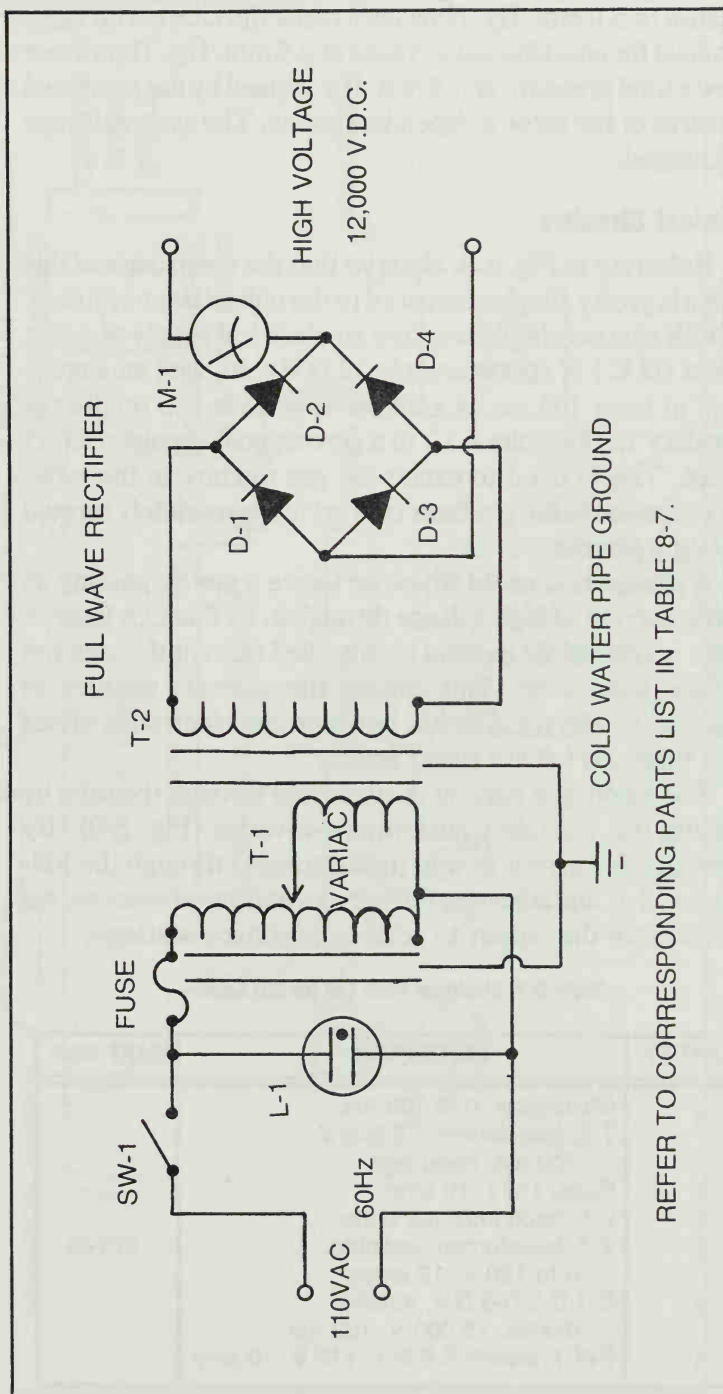 HIGH VOLTAGE
12,000 V.D.C.
FULL WAVE RECTIFIER
M-1
D-1
D-2
D-3
D-4
T-2
T-1
VARIAC
FUSE
L-1
SW-1
110VAC
60Hz
COLD WATER PIPE GROUND
REFER TO CORRESPONDING PARTS LIST IN TABLE 8-7.